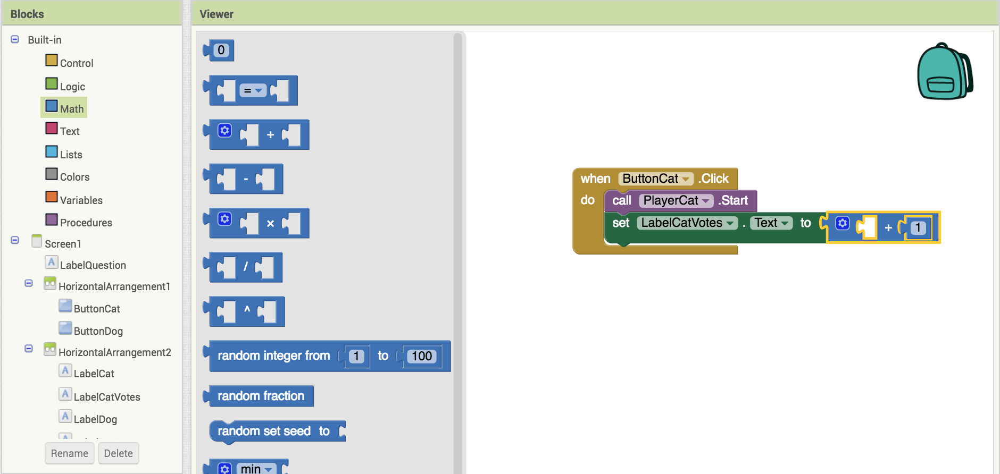 Blocks
Built-in
Control
Logic
Math
Text
Lists
Colors
Variables
Procedures
Screen1
A LabelQuestion
HorizontalArrangement1
ButtonCat
ButtonDog
HorizontalArrangement2
A LabelCat
A LabelCatVotes
A LabelDog
Rename Delete
Viewer
0
=
+
-
×
/
^
random integer from 1 to 100
random fraction
random set seed to
min
when ButtonCat .Click
do call PlayerCat .Start
set LabelCatVotes . Text to + 1